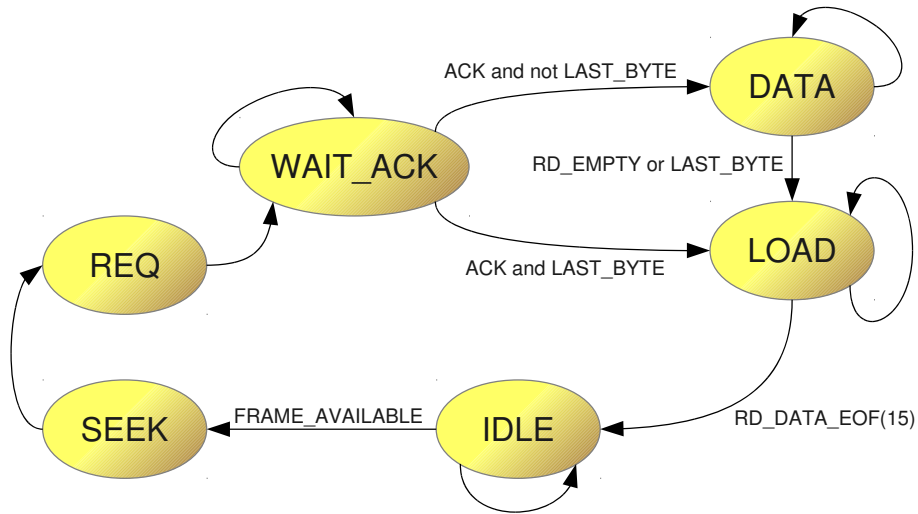 ACK and not LAST_BYTE
DATA
WAIT_ACK
RD_EMPTY or LAST_BYTE
REQ
LOAD
ACK and LAST_BYTE
SEEK
FRAME_AVAILABLE
IDLE
RD_DATA_EOF(15)